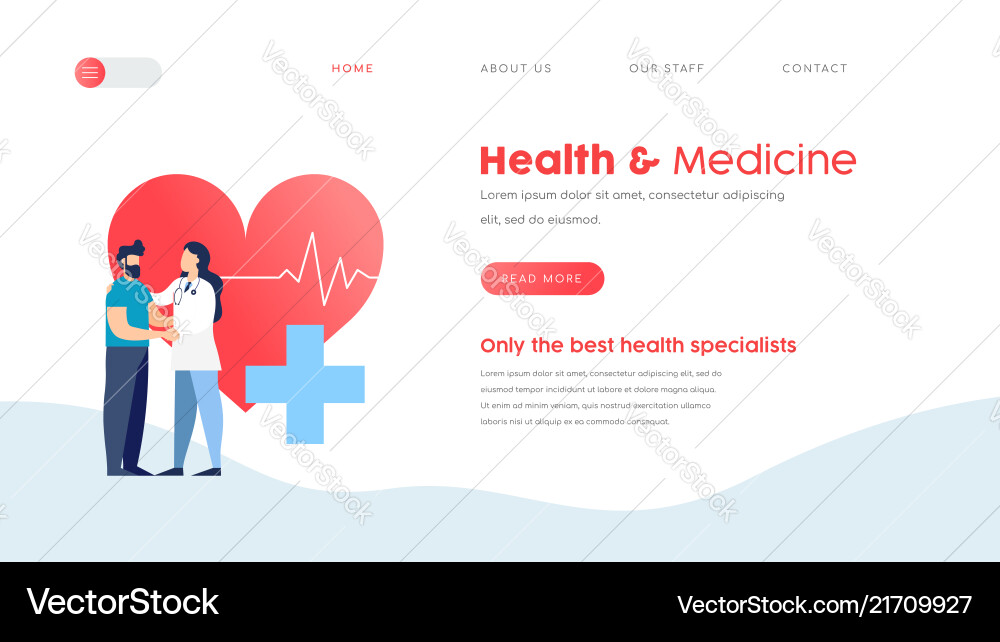 HOME ABOUT US OUR STAFF CONTACT
Health & Medicine
Lorem ipsum dolor sit amet, consectetur adipiscing
elit, sed do eiusmod.
READ MORE
Only the best health specialists
Lorem ipsum dolor sit amet, consectetur adipiscing elit, sed do
eiusmod tempor incididunt ut labore et dolore magna aliqua.
Ut enim ad minim veniam, quis nostrud exercitation ullamco
laboris nisi ut aliquip ex ea commodo consequat.
VectorStock
VectorStock
VectorStock
VectorStock
VectorStock
VectorStock
VectorStock
VectorStock
VectorStock.com/21709927